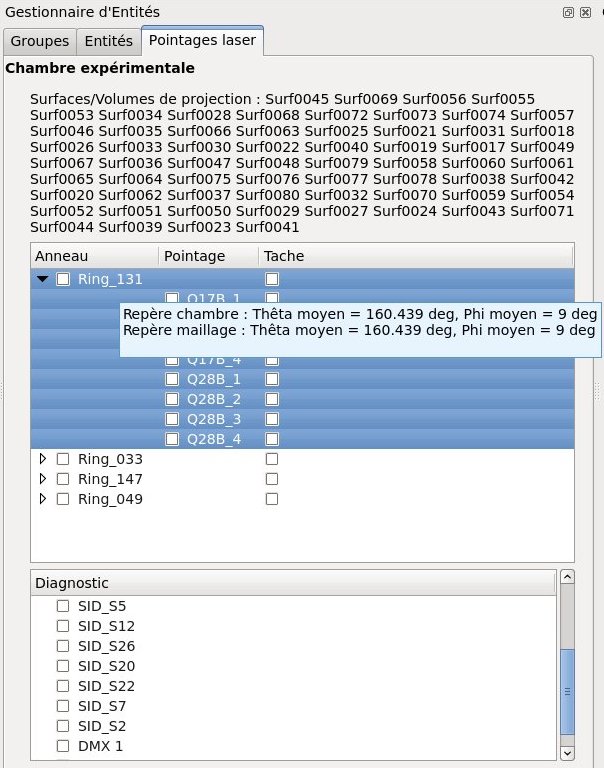 Gestionnaire d'Entités
Groupes Entités Pointages laser
Chambre expérimentale
Surfaces/Volumes de projection : Surf0045 Surf0069 Surf0056 Surf0055
Surf0053 Surf0034 Surf0028 Surf0068 Surf0072 Surf0073 Surf0074 Surf0057
Surf0046 Surf0035 Surf0066 Surf0063 Surf0025 Surf0021 Surf0031 Surf0018
Surf0026 Surf0033 Surf0030 Surf0022 Surf0040 Surf0019 Surf0017 Surf0049
Surf0067 Surf0036 Surf0047 Surf0048 Surf0079 Surf0058 Surf0060 Surf0061
Surf0065 Surf0064 Surf0075 Surf0076 Surf0077 Surf0078 Surf0038 Surf0042
Surf0020 Surf0062 Surf0037 Surf0080 Surf0032 Surf0070 Surf0059 Surf0054
Surf0052 Surf0051 Surf0050 Surf0029 Surf0027 Surf0024 Surf0043 Surf0071
Surf0044 Surf0039 Surf0023 Surf0041
Anneau Pointage Tache
Ring_131
Q17B_1
Repère chambre : Thêta moyen = 160.439 deg, Phi moyen = 9 deg
Repère maillage : Thêta moyen = 160.439 deg, Phi moyen = 9 deg
Q17B_4
Q28B_1
Q28B_2
Q28B_3
Q28B_4
Ring_033
Ring_147
Ring_049
Diagnostic
SID_S5
SID_S12
SID_S26
SID_S20
SID_S22
SID_S7
SID_S2
DMX 1